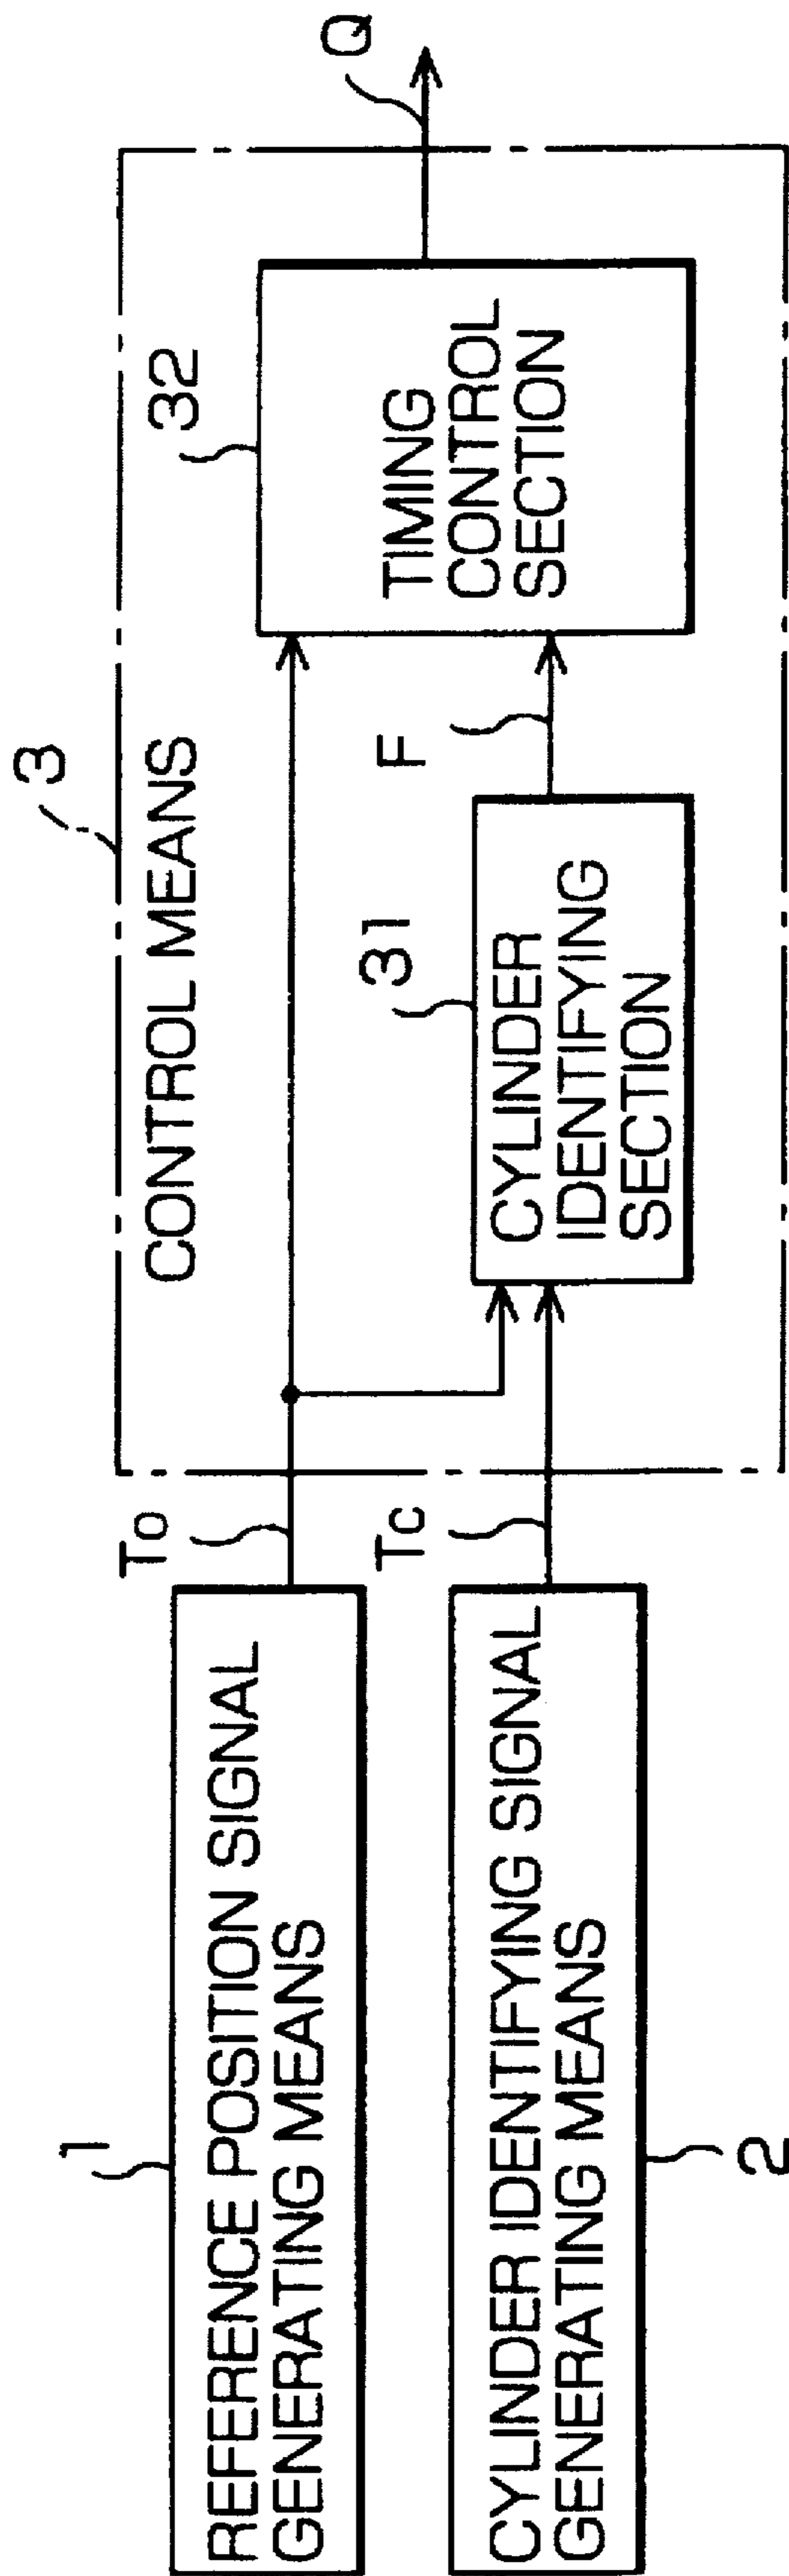 1
REFERENCE POSITION SIGNAL
GENERATING MEANS
To
CYLINDER IDENTIFYING SIGNAL
GENERATING MEANS
2
Tc
3
CONTROL MEANS
31
CYLINDER
IDENTIFYING
SECTION
F
32
TIMING
CONTROL
SECTION
Q